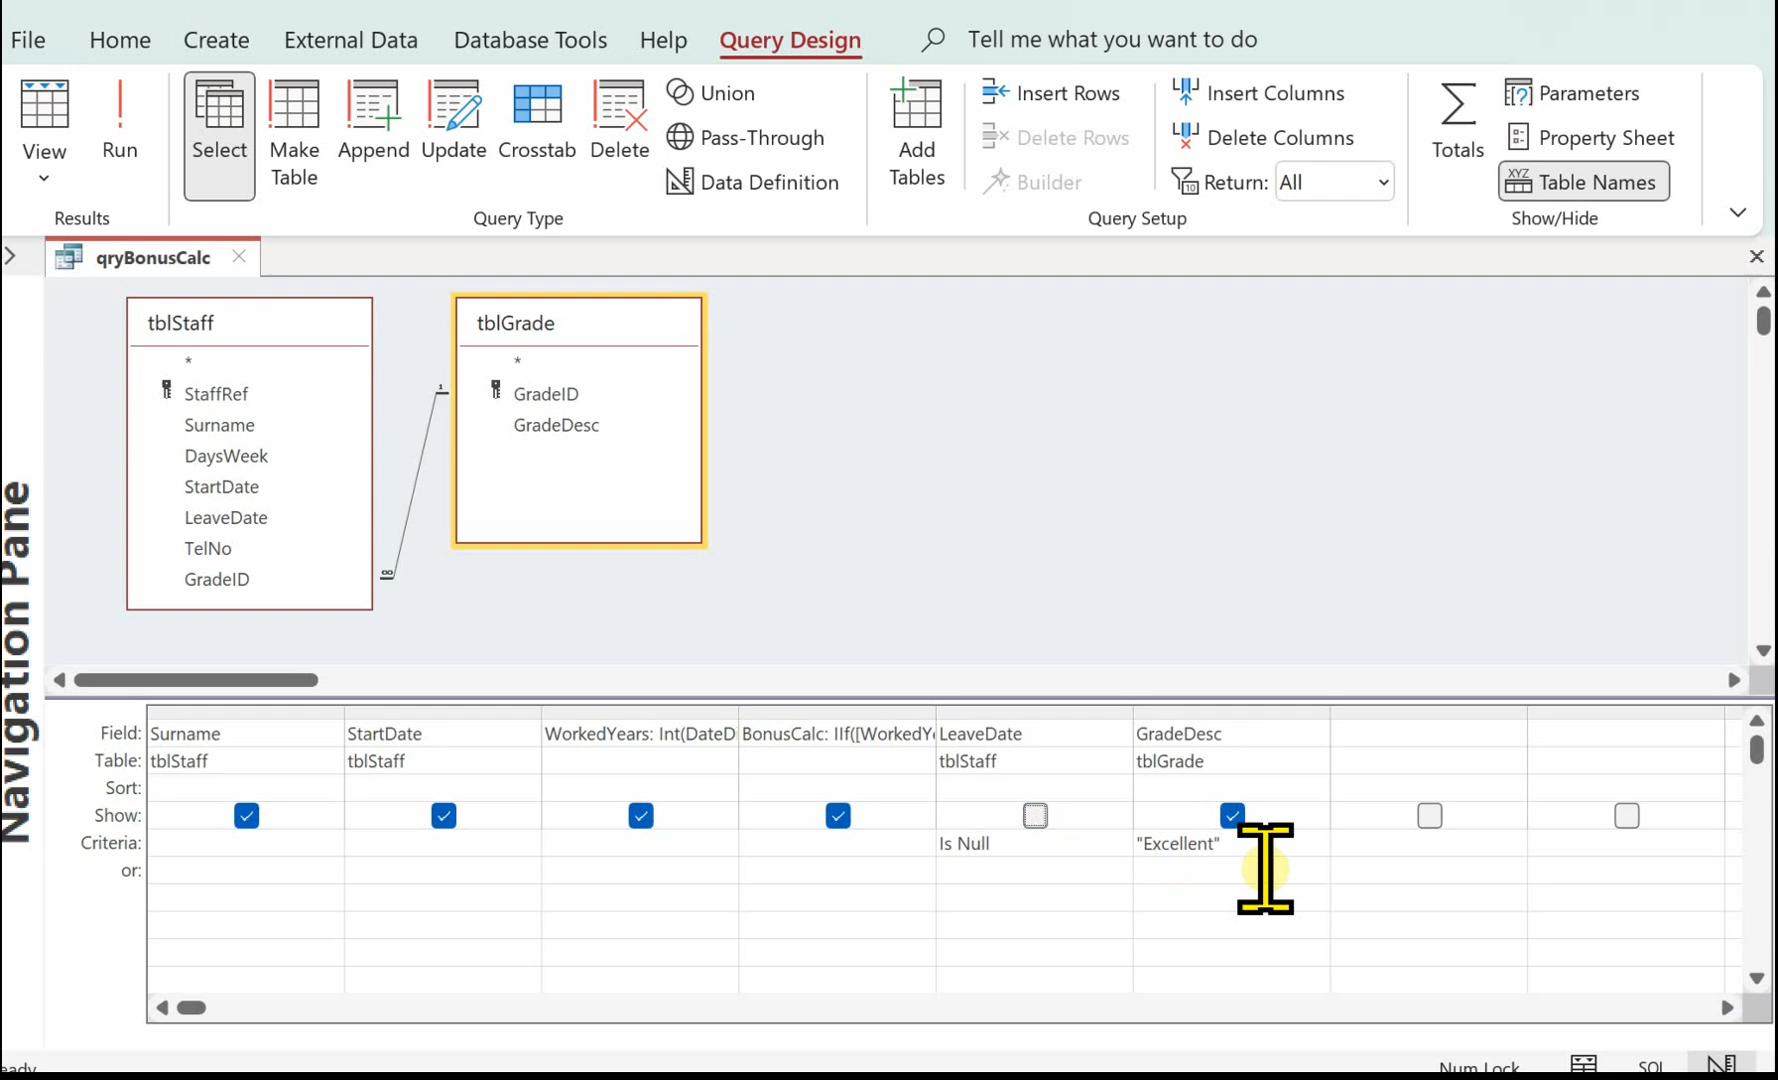 File Home Create External Data Database Tools Help Query Design Tell me what you want to do
View Run Select Make Table Append Update Crosstab Delete
Union
Pass-Through
Data Definition
Add Tables
Insert Rows
Delete Rows
Builder
Insert Columns
Delete Columns
Return: All
Totals
Parameters
Property Sheet
XYZ Table Names
Results Query Type Query Setup Show/Hide
qryBonusCalc
Navigation Pane
tblStaff
*
StaffRef
Surname
DaysWeek
StartDate
LeaveDate
TelNo
GradeID
1
∞
tblGrade
*
GradeID
GradeDesc
Field: Surname StartDate WorkedYears: Int(DateD BonusCalc: IIf([WorkedYe LeaveDate GradeDesc
Table: tblStaff tblStaff tblStaff tblGrade
Sort:
Show:
Criteria: Is Null "Excellent"
or:
eady Num Lock SQL